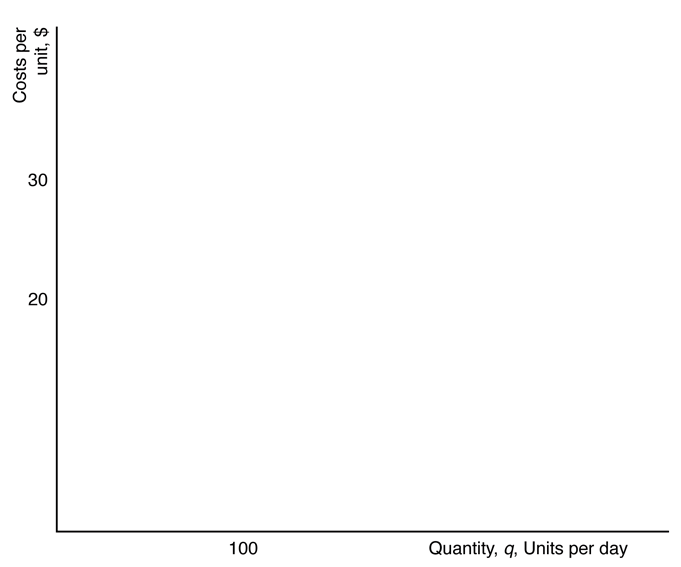 Costs per
unit, $
30
20
100
Quantity, q, Units per day